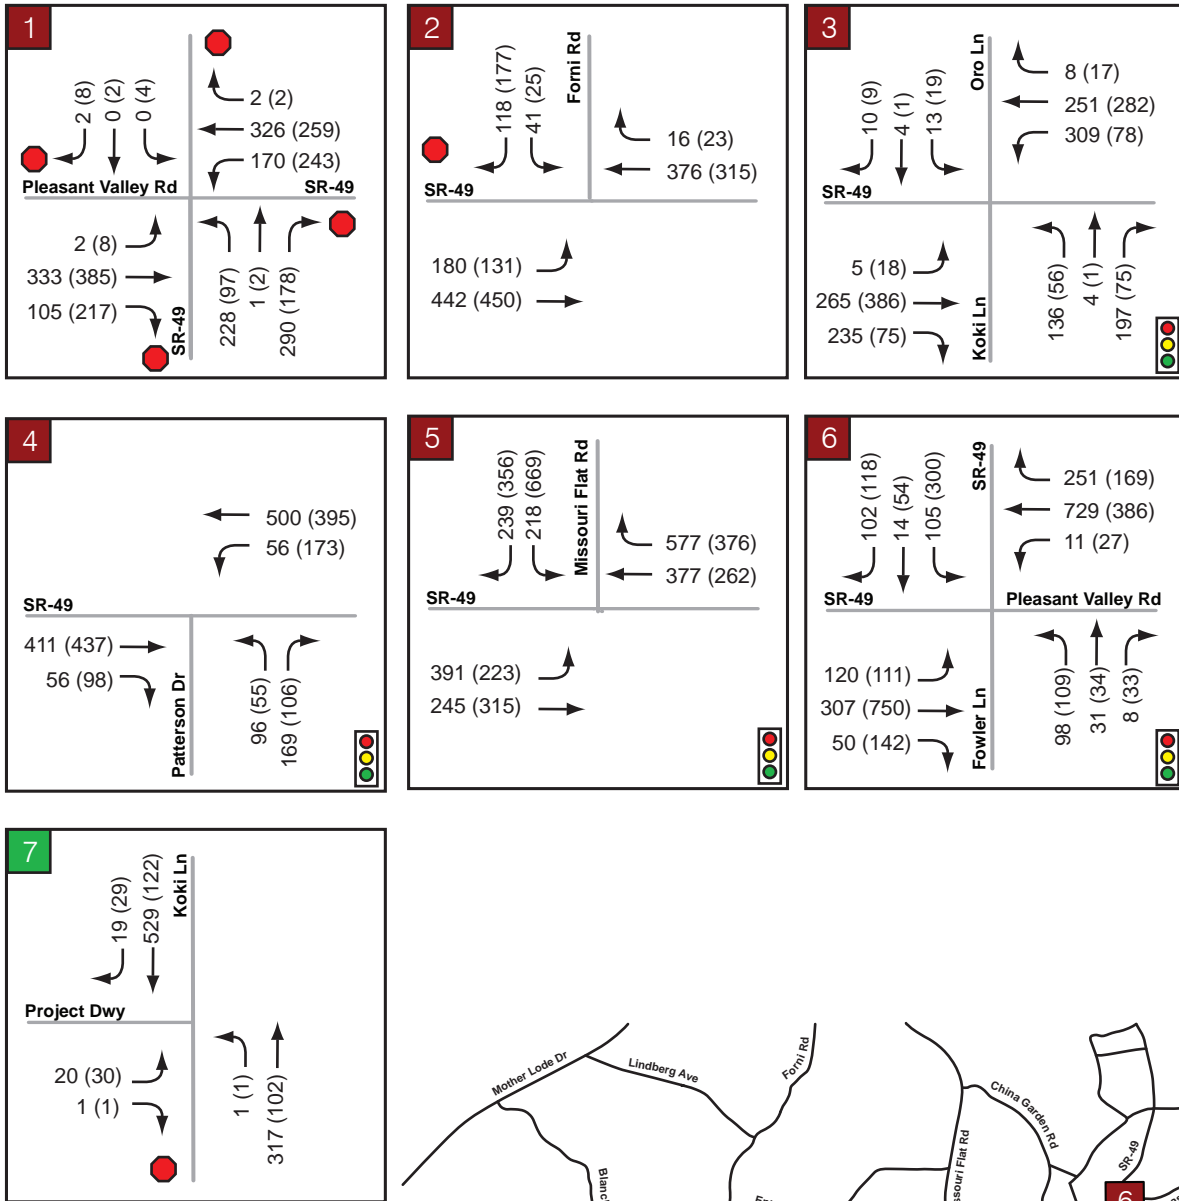 1
2 (8)
0 (2)
0 (4)
2 (2)
326 (259)
170 (243)
Pleasant Valley Rd
SR-49
2 (8)
333 (385)
105 (217)
SR-49
228 (97)
1 (2)
290 (178)
2
118 (177)
41 (25)
Forni Rd
16 (23)
376 (315)
SR-49
180 (131)
442 (450)
3
10 (9)
4 (1)
13 (19)
Oro Ln
8 (17)
251 (282)
309 (78)
SR-49
5 (18)
265 (386)
235 (75)
Koki Ln
136 (56)
4 (1)
197 (75)
4
500 (395)
56 (173)
SR-49
411 (437)
56 (98)
Patterson Dr
96 (55)
169 (106)
5
239 (356)
218 (669)
Missouri Flat Rd
577 (376)
377 (262)
SR-49
391 (223)
245 (315)
6
102 (118)
14 (54)
105 (300)
SR-49
251 (169)
729 (386)
11 (27)
SR-49
Pleasant Valley Rd
120 (111)
307 (750)
50 (142)
Fowler Ln
98 (109)
31 (34)
8 (33)
7
19 (29)
529 (122)
Koki Ln
Project Dwy
20 (30)
1 (1)
1 (1)
317 (102)
Mother Lode Dr
Lindberg Ave
Forni Rd
China Garden Rd
Flat Rd
SR-49
6